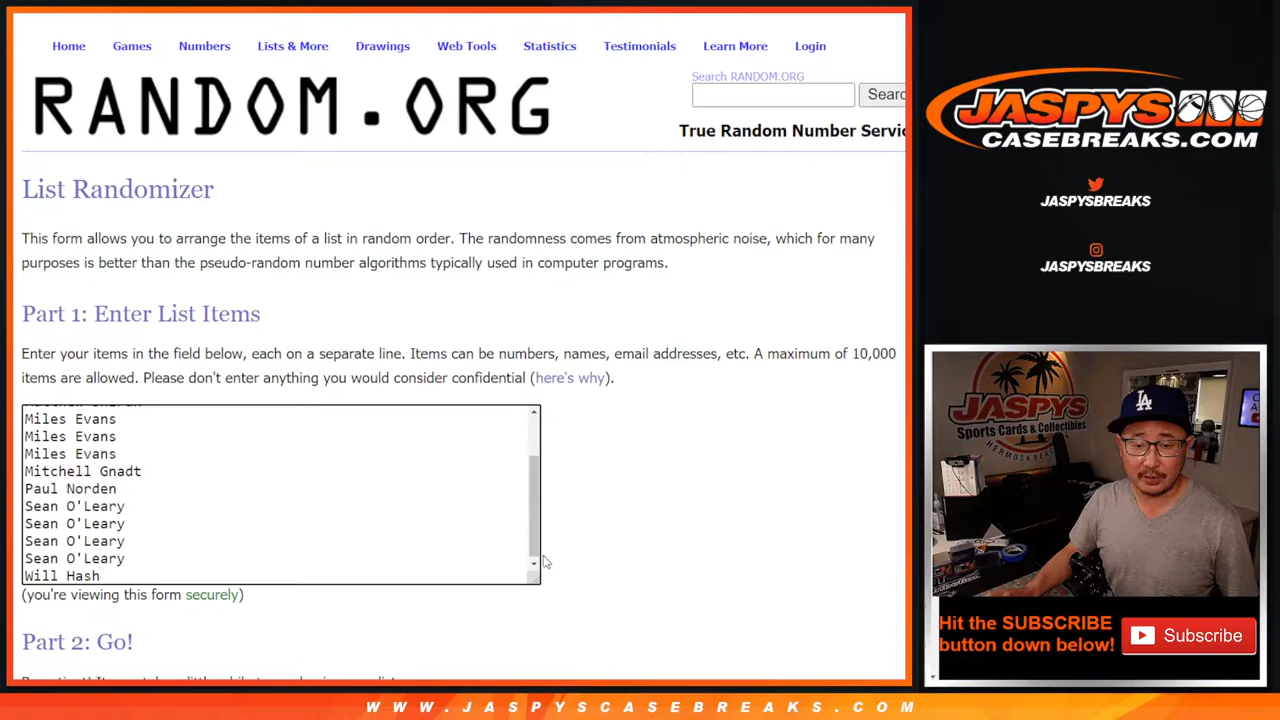 Home Games Numbers Lists & More Drawings Web Tools Statistics Testimonials Learn More Login
RANDOM.ORG
Search RANDOM.ORG
True Random Number Servic
List Randomizer
This form allows you to arrange the items of a list in random order. The randomness comes from atmospheric noise, which for many
purposes is better than the pseudo-random number algorithms typically used in computer programs.
Part 1: Enter List Items
Enter your items in the field below, each on a separate line. Items can be numbers, names, email addresses, etc. A maximum of 10,000
items are allowed. Please don't enter anything you would consider confidential (here's why).
Miles Evans
Miles Evans
Miles Evans
Mitchell Gnadt
Paul Norden
Sean O'Leary
Sean O'Leary
Sean O'Leary
Sean O'Leary
Will Hash
(you're viewing this form securely)
Part 2: Go!
JASPYS
CASEBREAKS.COM
JASPYSBREAKS
JASPYSBREAKS
JASPYS
Sports Cards & Collectibles
HERMOSA BEACH
LA
Hit the SUBSCRIBE
button down below!
Subscribe
WWW.JASPYSCASEBREAKS.COM